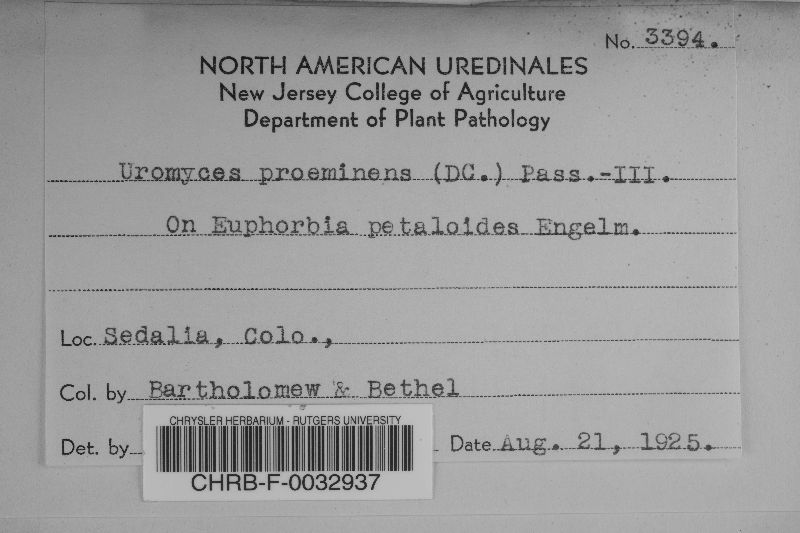 No. 3394.
NORTH AMERICAN UREDINALES
New Jersey College of Agriculture
Department of Plant Pathology
Uromyces proeminens (DC.) Pass.-III.
On Euphorbia petaloides Engelm.
Loc. Sedalia, Colo.,
Col. by Bartholomew & Bethel
Det. by
Date Aug. 21, 1925.
CHRYSLER HERBARIUM - RUTGERS UNIVERSITY
CHRB-F-0032937